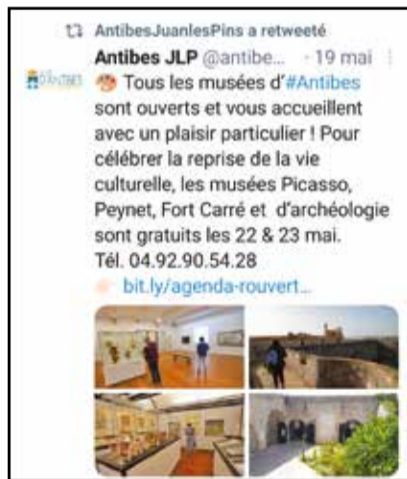 AntibesJuanlesPins a retweeté
Antibes JLP @antibe... · 19 mai
🎨 Tous les musées d'#Antibes
sont ouverts et vous accueillent
avec un plaisir particulier ! Pour
célébrer la reprise de la vie
culturelle, les musées Picasso,
Peynet, Fort Carré et d'archéologie
sont gratuits les 22 & 23 mai.
Tél. 04.92.90.54.28
bit.ly/agenda-rouvert...